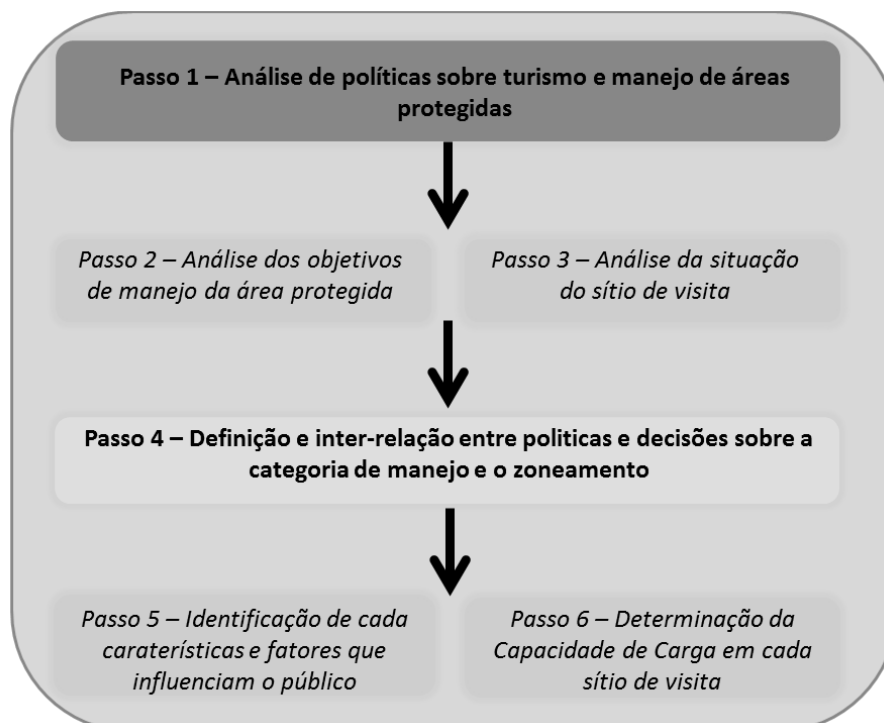 Passo 1 – Análise de políticas sobre turismo e manejo de áreas
protegidas
Passo 2 – Análise dos objetivos
de manejo da área protegida
Passo 3 – Análise da situação
do sítio de visita
Passo 4 – Definição e inter-relação entre politicas e decisões sobre a
categoria de manejo e o zoneamento
Passo 5 – Identificação de cada
caraterísticas e fatores que
influenciam o público
Passo 6 – Determinação da
Capacidade de Carga em cada
sítio de visita